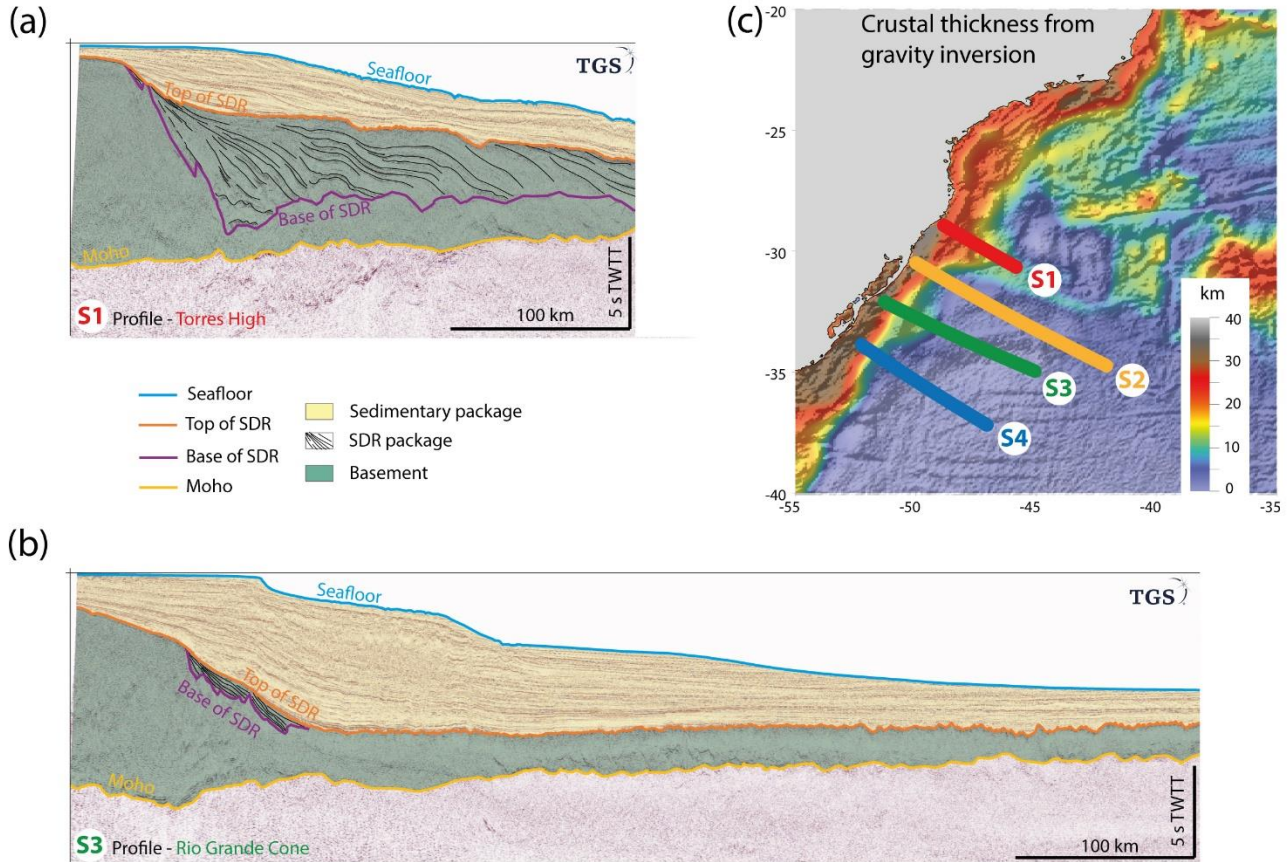 (a)
TGS
Seafloor
Top of SDR
Base of SDR
Moho
S1 Profile - Torres High
100 km
5 s TWTT
Seafloor
Top of SDR
Base of SDR
Moho
Sedimentary package
SDR package
Basement
(c)
Crustal thickness from
gravity inversion
-20
-25
-30
-35
-40
-55
-50
-45
-40
-35
S1
S2
S3
S4
km
40
30
20
10
0
(b)
TGS
Seafloor
Top of SDR
Base of SDR
Moho
S3 Profile - Rio Grande Cone
100 km
5 s TWTT